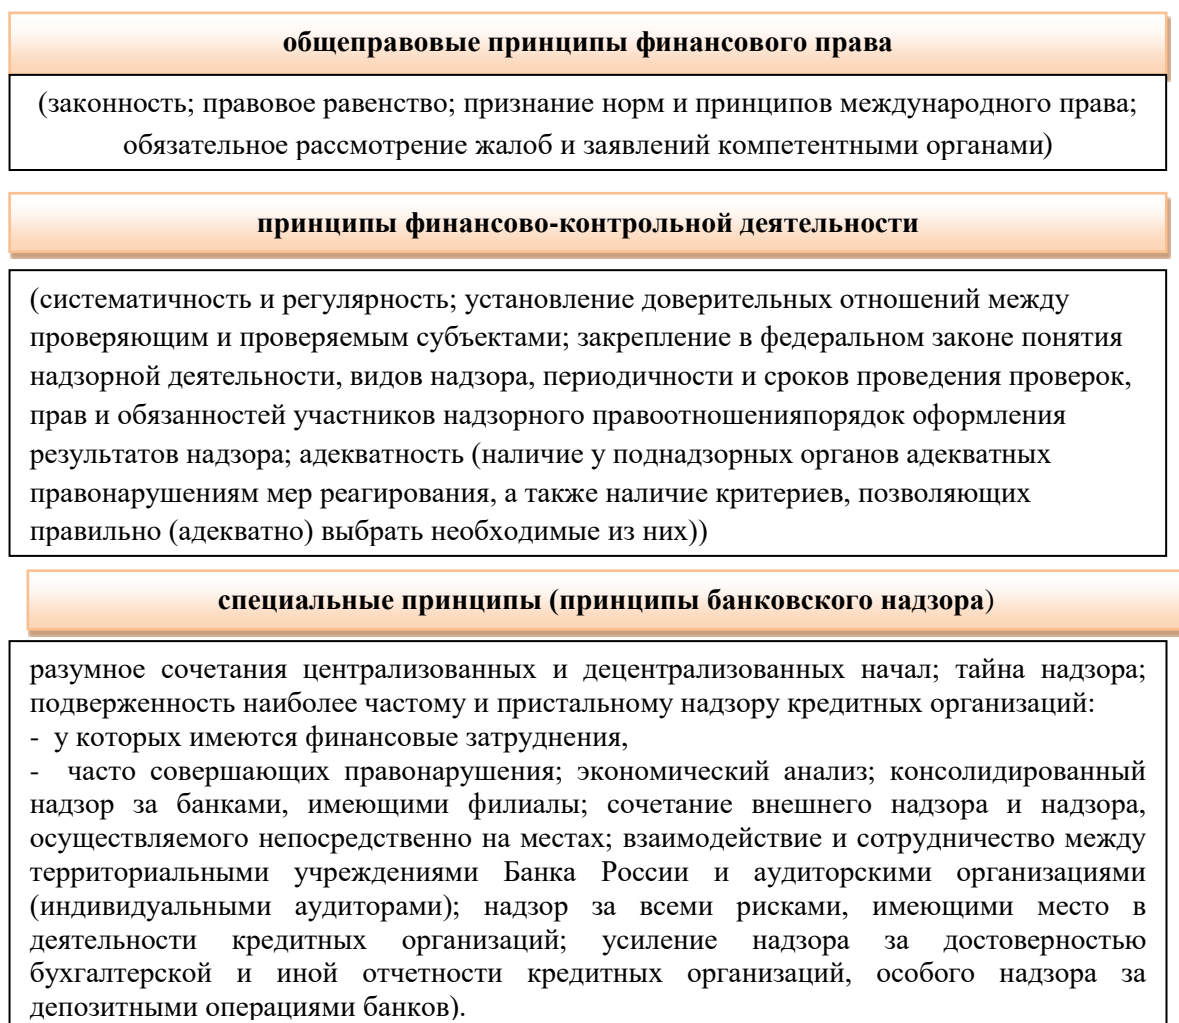 общеправовые принципы финансового права
(законность; правовое равенство; признание норм и принципов международного права;
обязательное рассмотрение жалоб и заявлений компетентными органами)
принципы финансово-контрольной деятельности
(систематичность и регулярность; установление доверительных отношений между
проверяющим и проверяемым субъектами; закрепление в федеральном законе понятия
надзорной деятельности, видов надзора, периодичности и сроков проведения проверок,
прав и обязанностей участников надзорного правоотношенияпорядок оформления
результатов надзора; адекватность (наличие у поднадзорных органов адекватных
правонарушениям мер реагирования, а также наличие критериев, позволяющих
правильно (адекватно) выбрать необходимые из них))
специальные принципы (принципы банковского надзора)
разумное сочетания централизованных и децентрализованных начал; тайна надзора;
подверженность наиболее частому и пристальному надзору кредитных организаций:
- у которых имеются финансовые затруднения,
- часто совершающих правонарушения; экономический анализ; консолидированный
надзор за банками, имеющими филиалы; сочетание внешнего надзора и надзора,
осуществляемого непосредственно на местах; взаимодействие и сотрудничество между
территориальными учреждениями Банка России и аудиторскими организациями
(индивидуальными аудиторами); надзор за всеми рисками, имеющими место в
деятельности кредитных организаций; усиление надзора за достоверностью
бухгалтерской и иной отчетности кредитных организаций, особого надзора за
депозитными операциями банков).